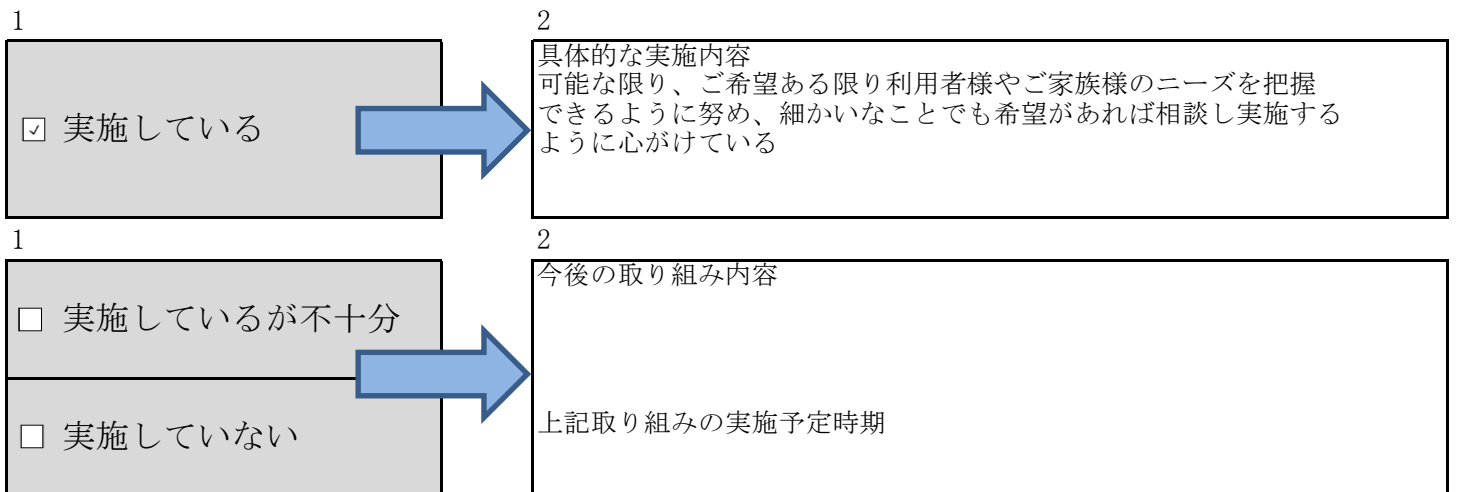 1
2
☑ 実施している
具体的な実施内容
可能な限り、ご希望ある限り利用者様やご家族様のニーズを把握
できるように努め、細かいなことでも希望があれば相談し実施する
ように心がけている
1
2
☐ 実施しているが不十分
☐ 実施していない
今後の取り組み内容
上記取り組みの実施予定時期